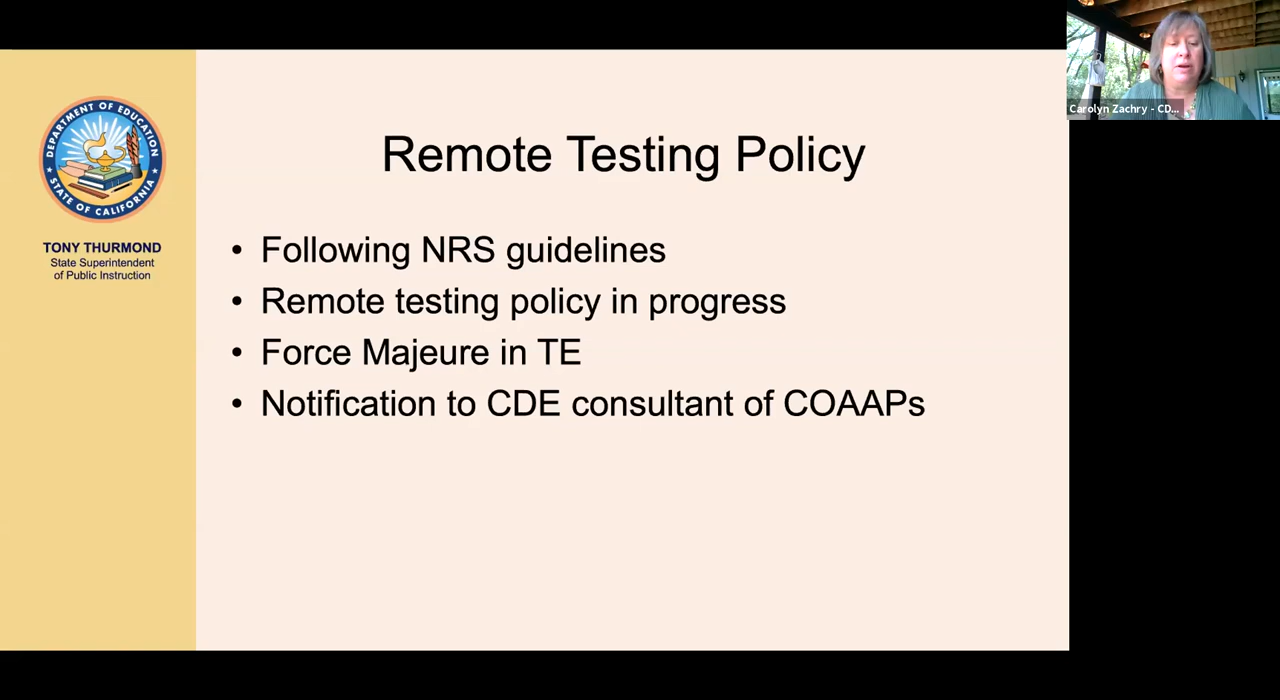 DEPARTMENT OF EDUCATION
STATE OF CALIFORNIA
TONY THURMOND
State Superintendent
of Public Instruction
Remote Testing Policy
• Following NRS guidelines
• Remote testing policy in progress
• Force Majeure in TE
• Notification to CDE consultant of COAAPs
Carolyn Zachry - CD...